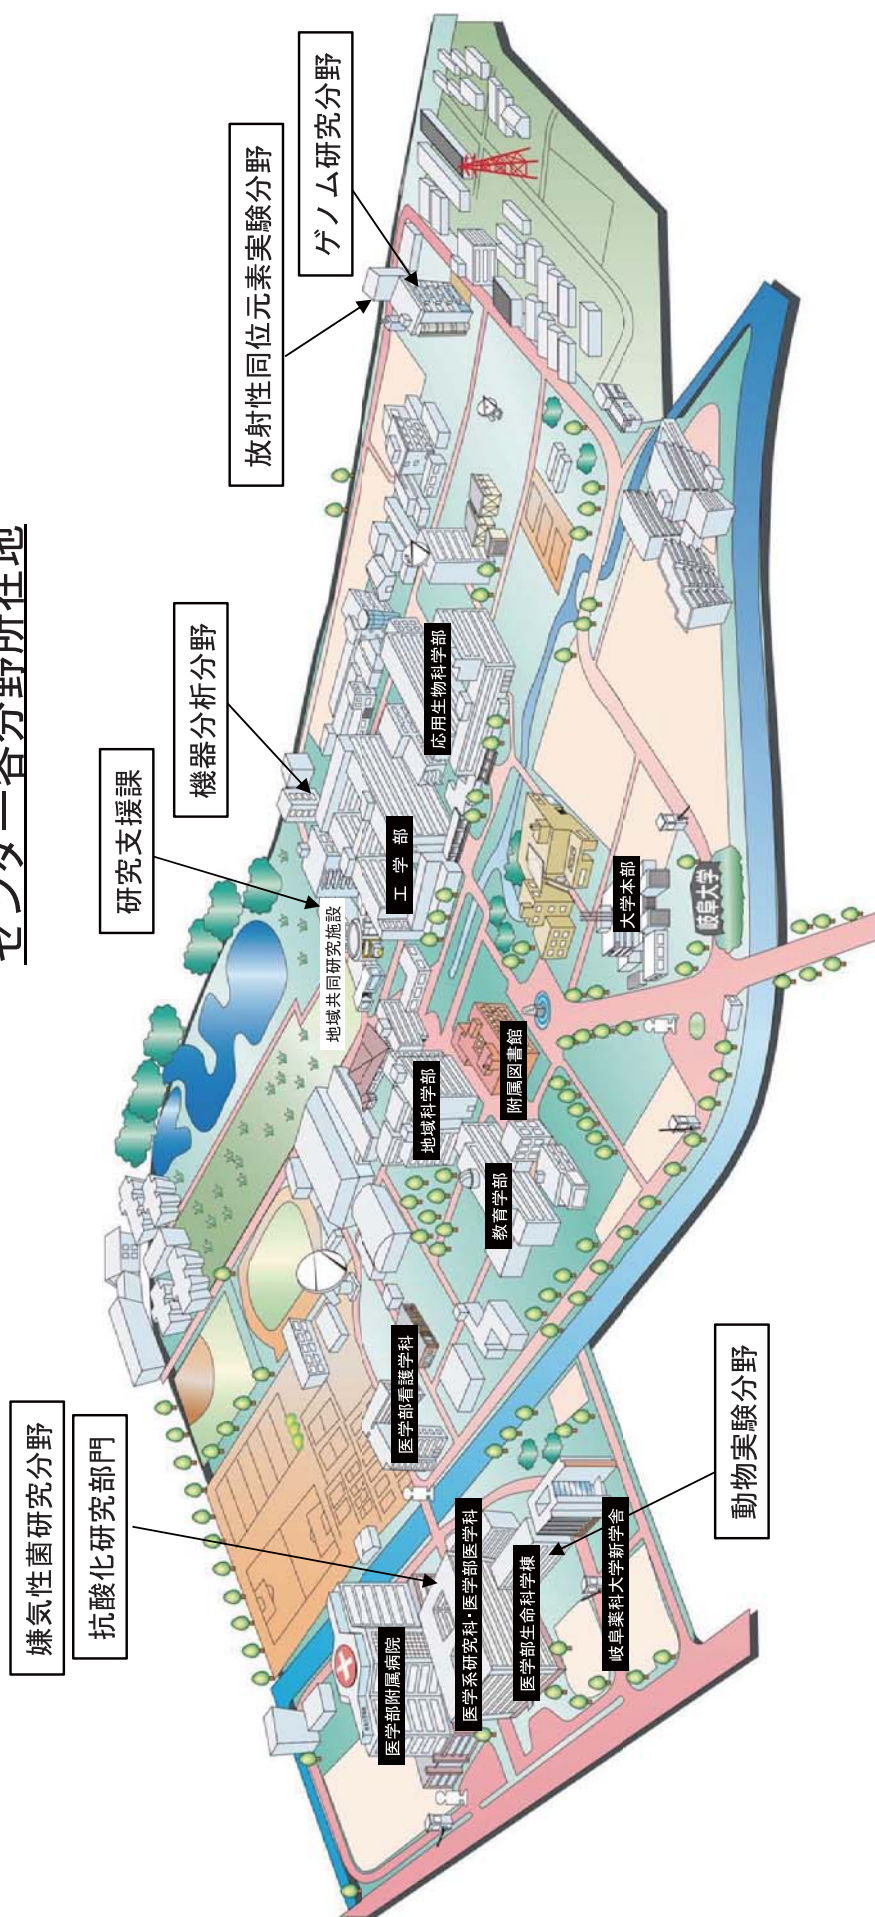 センター各分野所在地
嫌気性菌研究分野
抗酸化研究部門
研究支援課
機器分析分野
放射性同位元素実験分野
ゲノム研究分野
地域共同研究施設
医学部附属病院
医学部看護学科
工学部
地域科学部
応用生物科学部
医学系研究科・医学部医学科
教育学部
附属図書館
医学部生命科学棟
岐阜薬科大学新学舎
大学本部
岐阜大学
動物実験分野